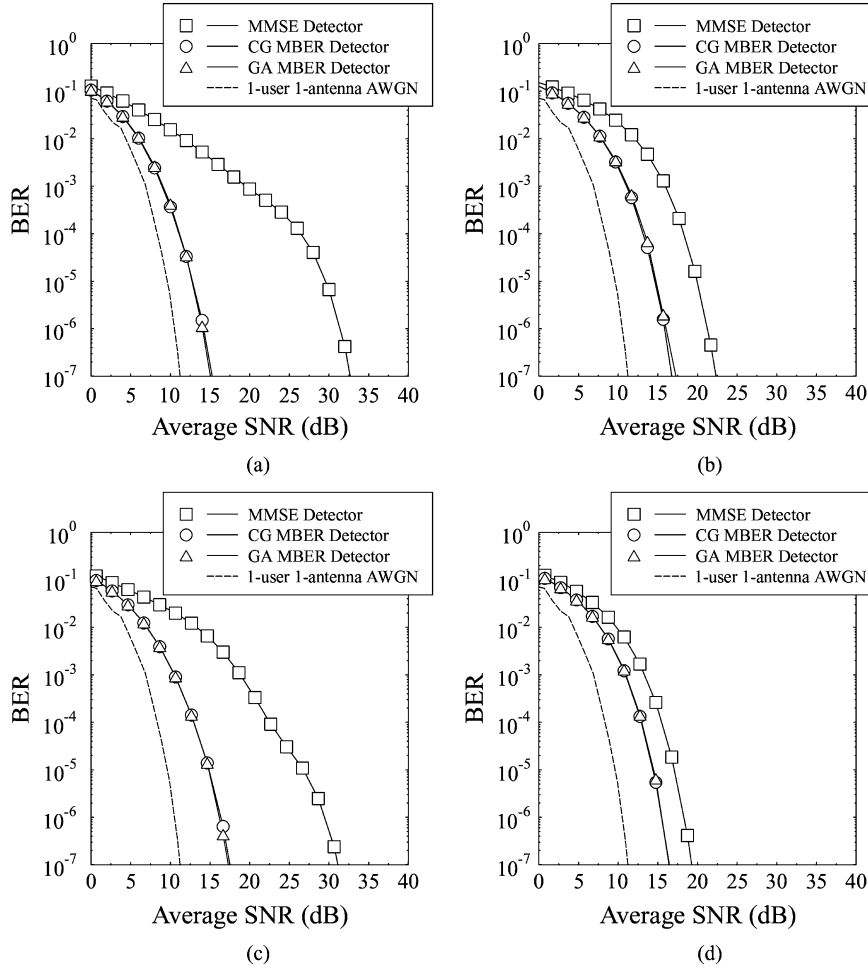 MMSE Detector
CG MBER Detector
GA MBER Detector
1-user 1-antenna AWGN
10^0
10^-1
10^-2
10^-3
10^-4
10^-5
10^-6
10^-7
BER
0 5 10 15 20 25 30 35 40
Average SNR (dB)
(a)
MMSE Detector
CG MBER Detector
GA MBER Detector
1-user 1-antenna AWGN
10^0
10^-1
10^-2
10^-3
10^-4
10^-5
10^-6
10^-7
BER
0 5 10 15 20 25 30 35 40
Average SNR (dB)
(b)
MMSE Detector
CG MBER Detector
GA MBER Detector
1-user 1-antenna AWGN
10^0
10^-1
10^-2
10^-3
10^-4
10^-5
10^-6
10^-7
BER
0 5 10 15 20 25 30 35 40
Average SNR (dB)
(c)
MMSE Detector
CG MBER Detector
GA MBER Detector
1-user 1-antenna AWGN
10^0
10^-1
10^-2
10^-3
10^-4
10^-5
10^-6
10^-7
BER
0 5 10 15 20 25 30 35 40
Average SNR (dB)
(d)